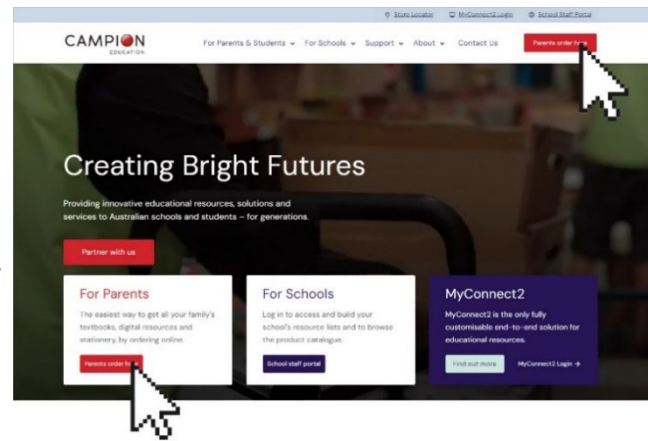 Store Locator MyConnect2 Login School Staff Portal
CAMPION
EDUCATION
For Parents & Students For Schools Support About Contact Us Parents order here
Creating Bright Futures
Providing innovative educational resources, solutions and
services to Australian schools and students – for generations.
Partner with us
For Parents
The easiest way to get all your family's
textbooks, digital resources and
stationery, by ordering online.
Parents order here
For Schools
Log in to access and build your
school's resource lists and to browse
the product catalogue.
School staff portal
MyConnect2
MyConnect2 is the only fully
customisable end-to-end solution for
educational resources.
Find out more MyConnect2 Login →